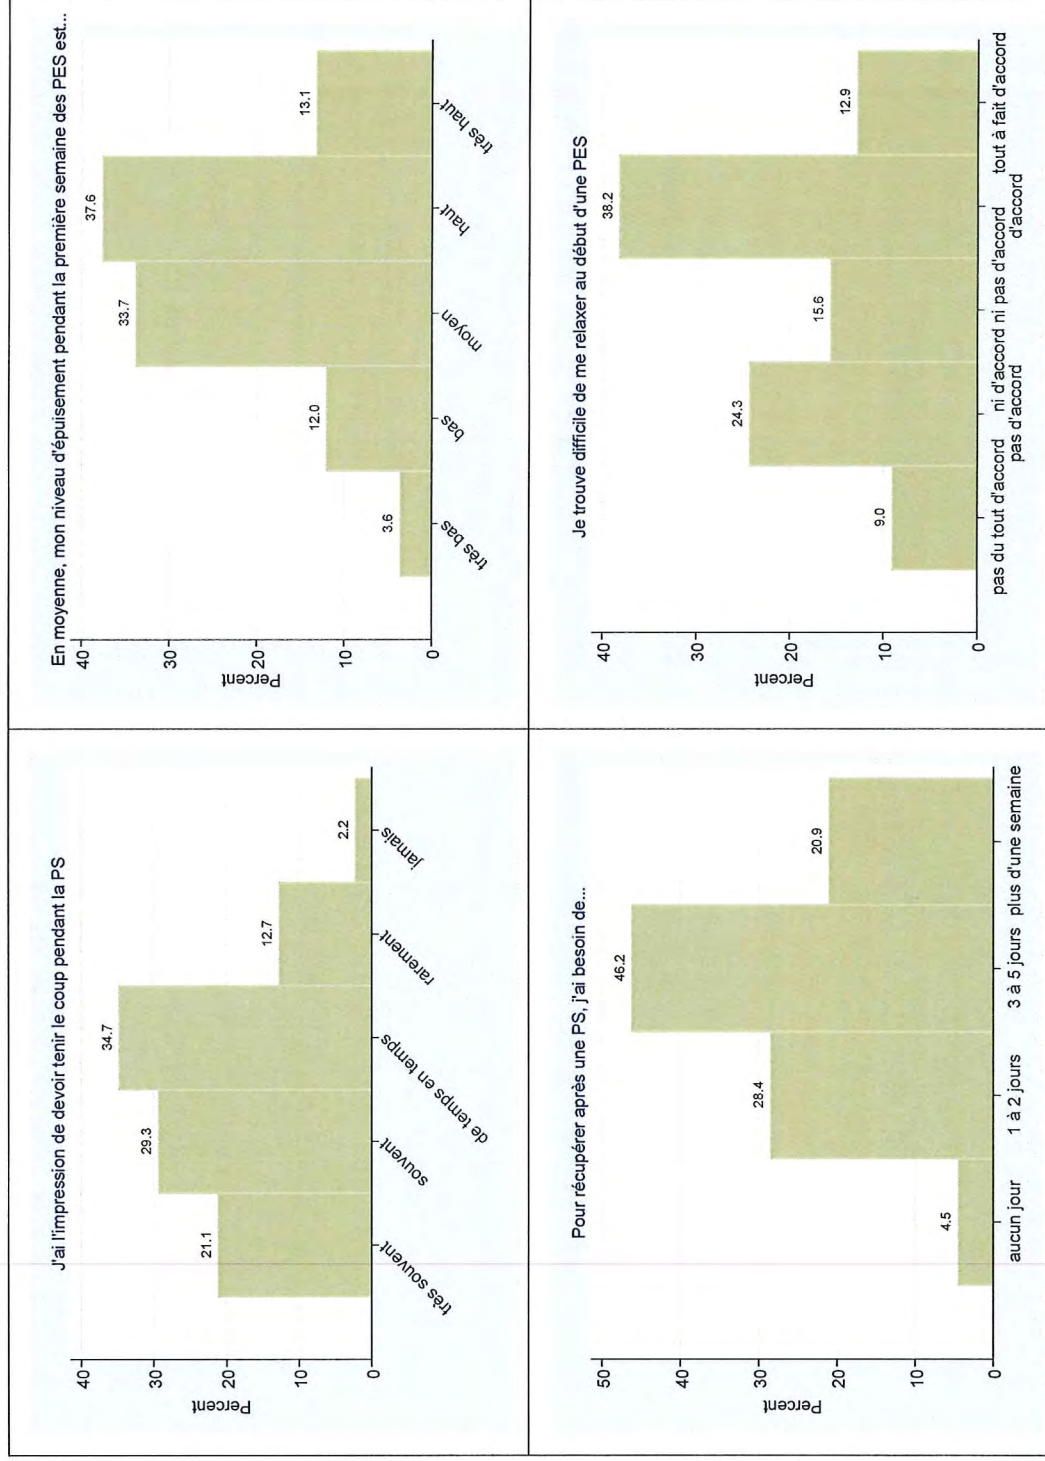 J'ai l'impression de devoir tenir le coup pendant la PS
Percent
40
30
20
10
0
21.1
29.3
34.7
12.7
2.2
très souvent
souvent
de temps en temps
rarement
jamais
En moyenne, mon niveau d'épuisement pendant la première semaine des PES est...
Percent
40
30
20
10
0
3.6
12.0
33.7
37.6
13.1
très bas
bas
moyen
haut
très haut
Pour récupérer après une PS, j'ai besoin de...
Percent
50
40
30
20
10
0
4.5
28.4
46.2
20.9
aucun jour
1 à 2 jours
3 à 5 jours
plus d'une semaine
Je trouve difficile de me relaxer au début d'une PES
Percent
40
30
20
10
0
9.0
24.3
15.6
38.2
12.9
pas du tout d'accord ni d'accord ni pas d'accord tout à fait d'accord
pas d'accord d'accord